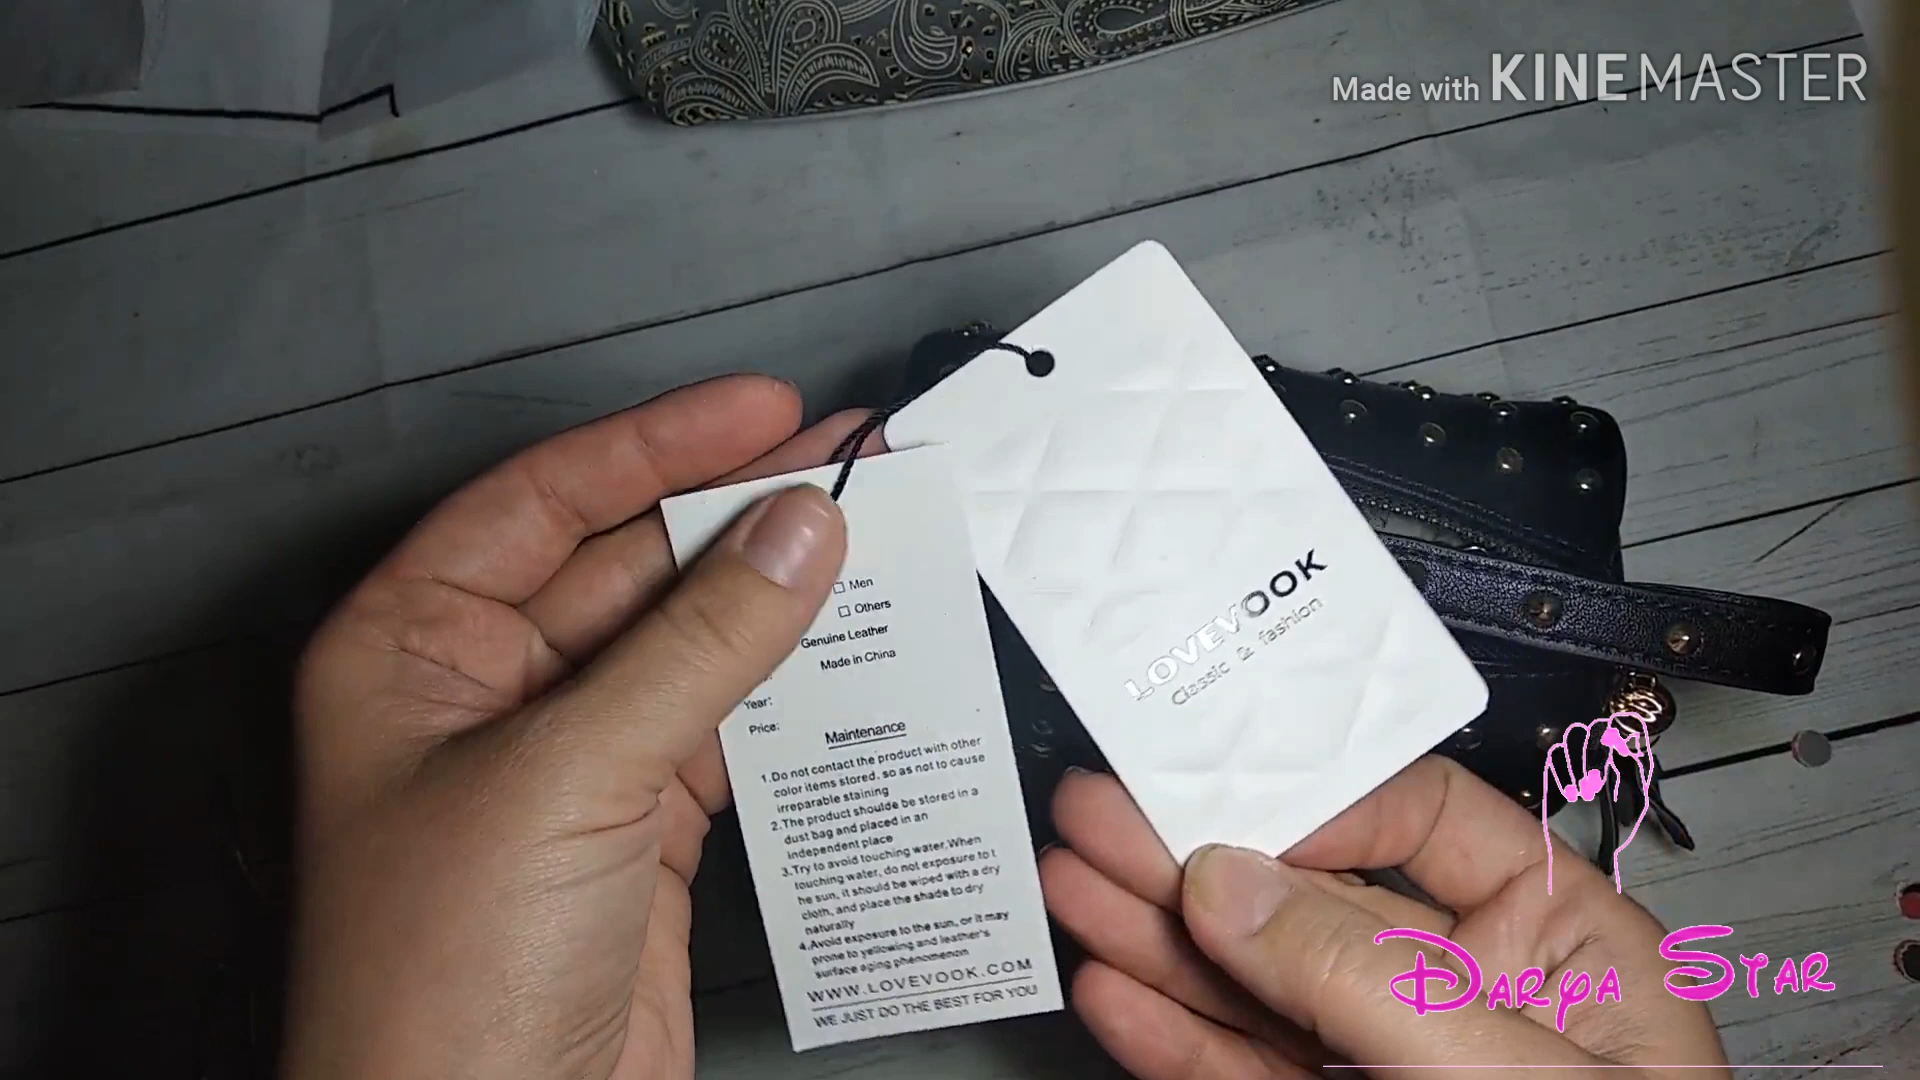 Made with KINEMASTER
LOVEVOOK
Classic & fashion
□ Men
□ Others
Genuine Leather
Made in China
Year:
Price:
Maintenance
1.Do not contact the product with other
color items stored, so as not to cause
irreparable staining
2.The product shoulde be stored in a
dust bag and placed in an
independent place
3.Try to avoid touching water.When
touching water, do not exposure to t
he sun, it should be wiped with a dry
cloth, and place the shade to dry
naturally
4.Avoid exposure to the sun, or it may
prone to yellowing and leather's
surface aging phenomenon
WWW.LOVEVOOK.COM
WE JUST DO THE BEST FOR YOU
DARYA STAR